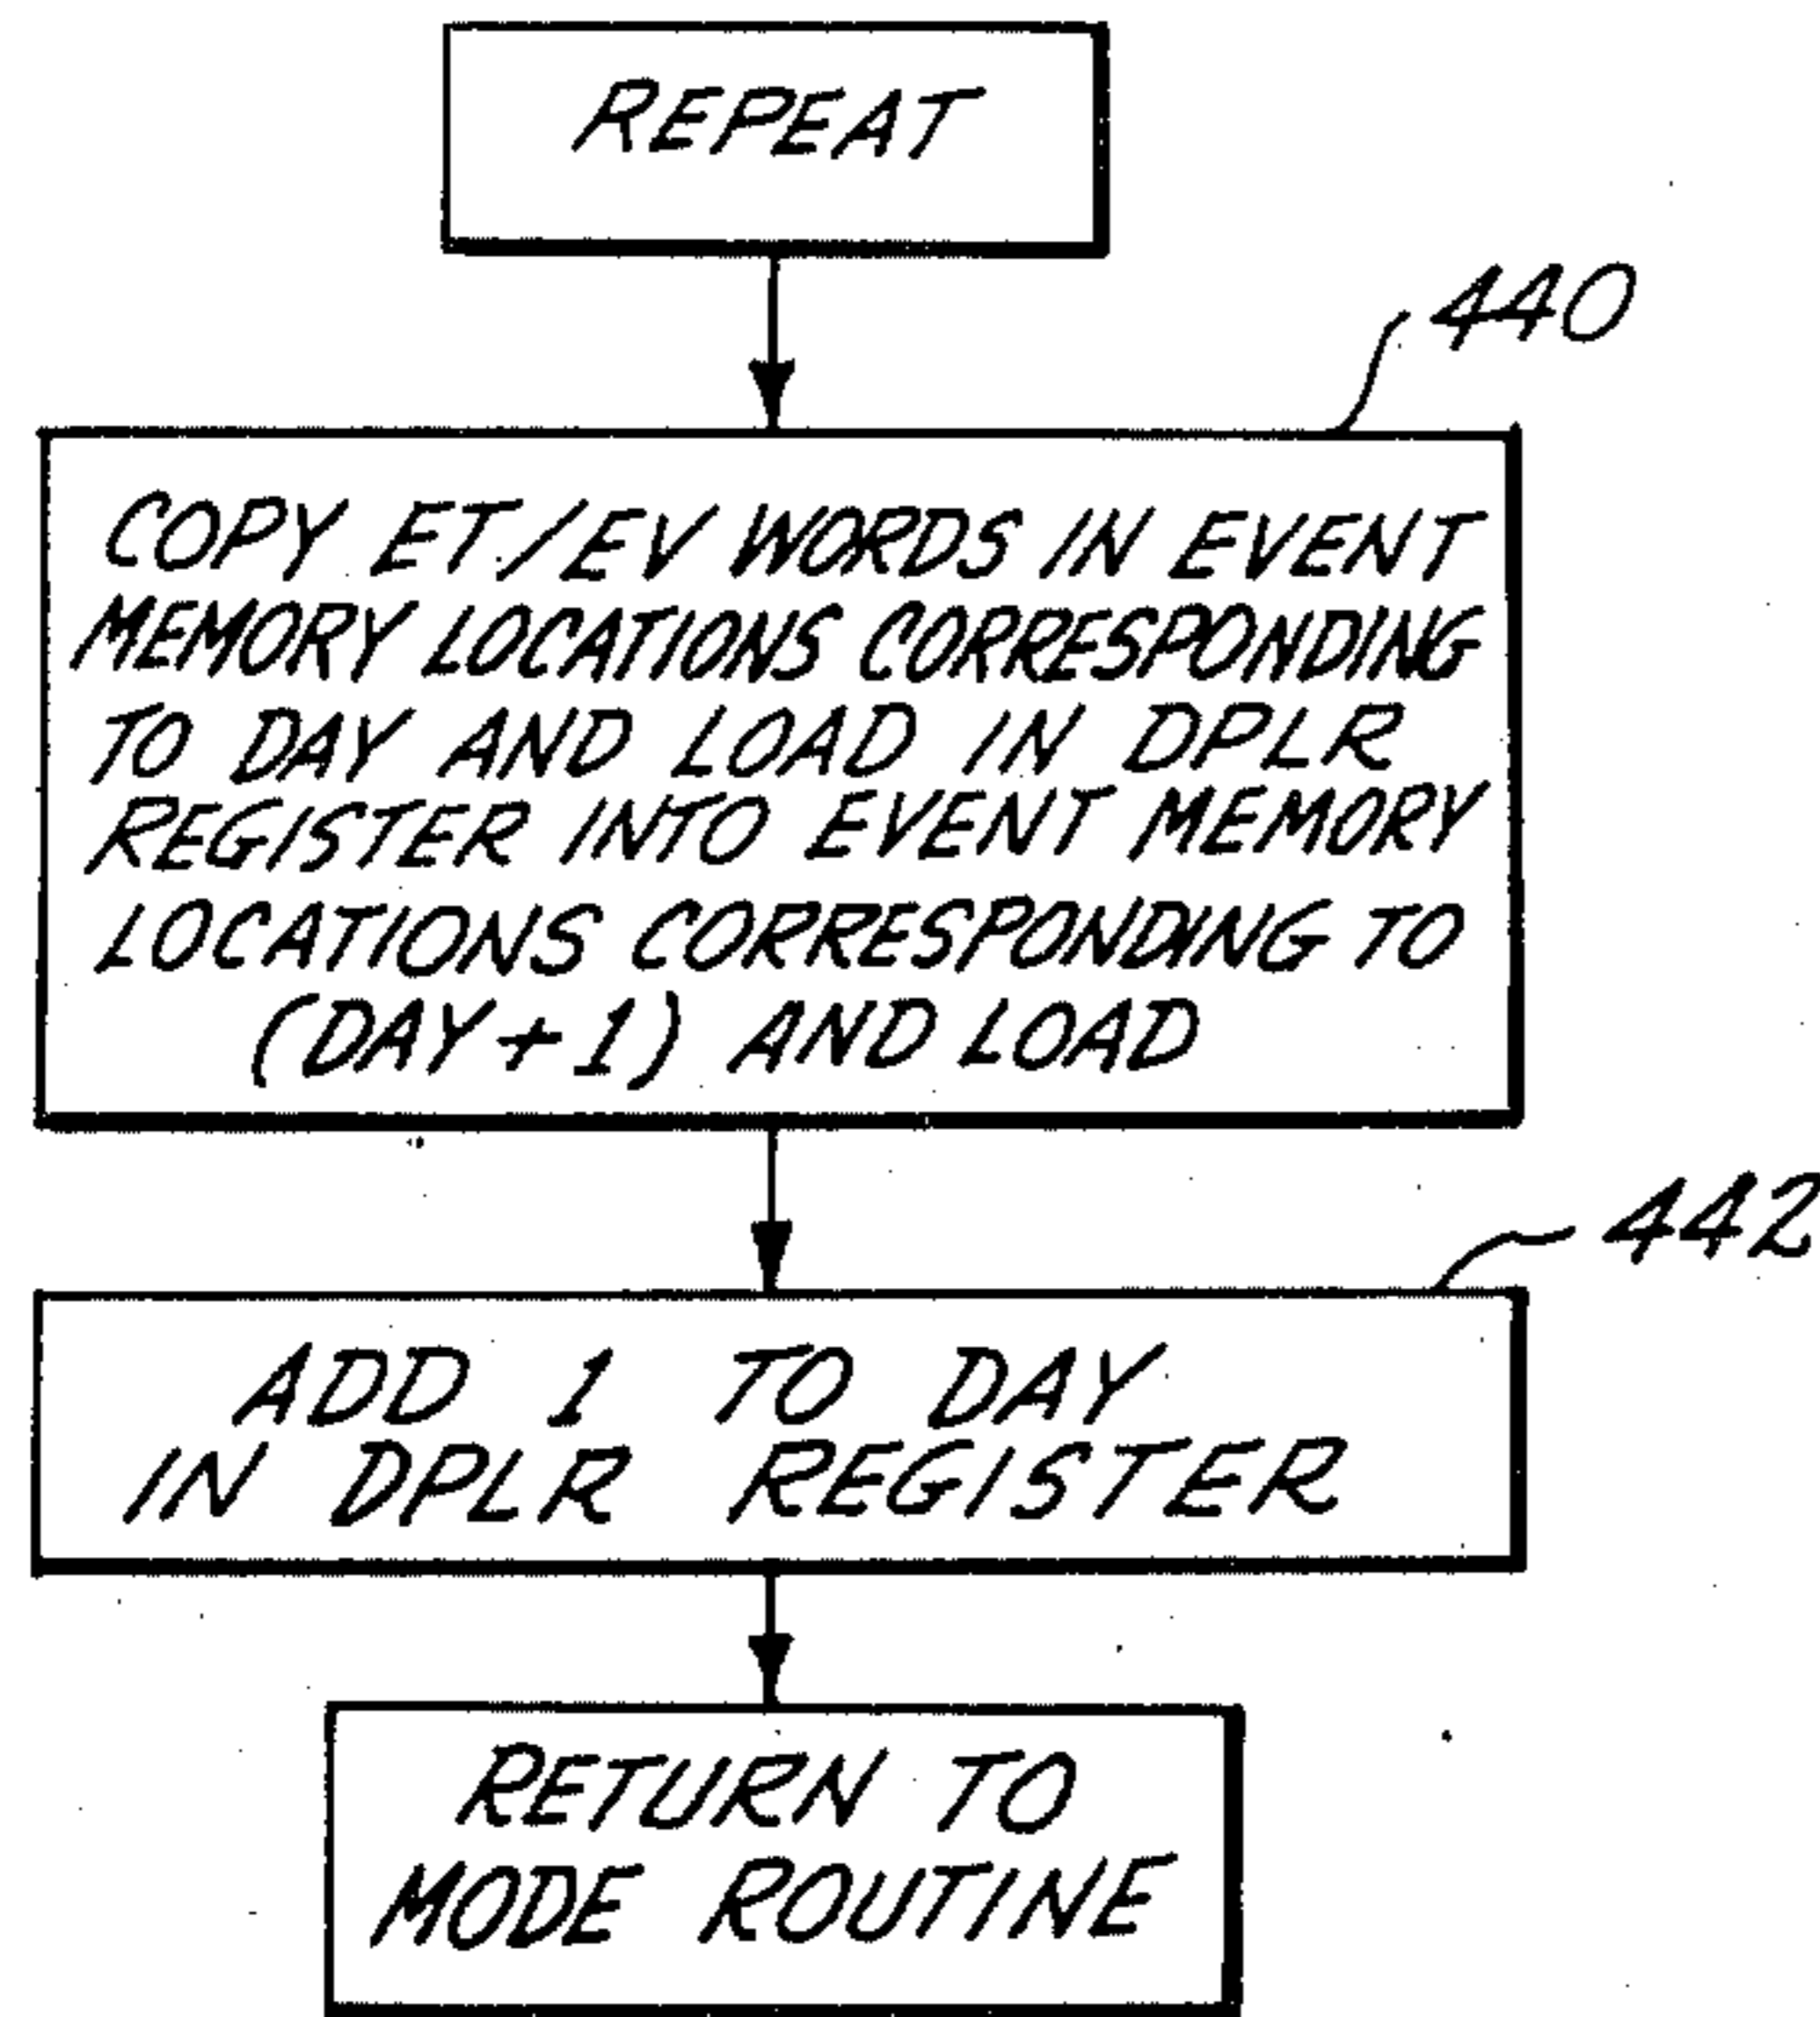 REPEAT
440
COPY ET/EV WORDS IN EVENT
MEMORY LOCATIONS CORRESPONDING
TO DAY AND LOAD IN DPLR
REGISTER INTO EVENT MEMORY
LOCATIONS CORRESPONDING TO
(DAY+1) AND LOAD
442
ADD 1 TO DAY
IN DPLR REGISTER
RETURN TO
MODE ROUTINE